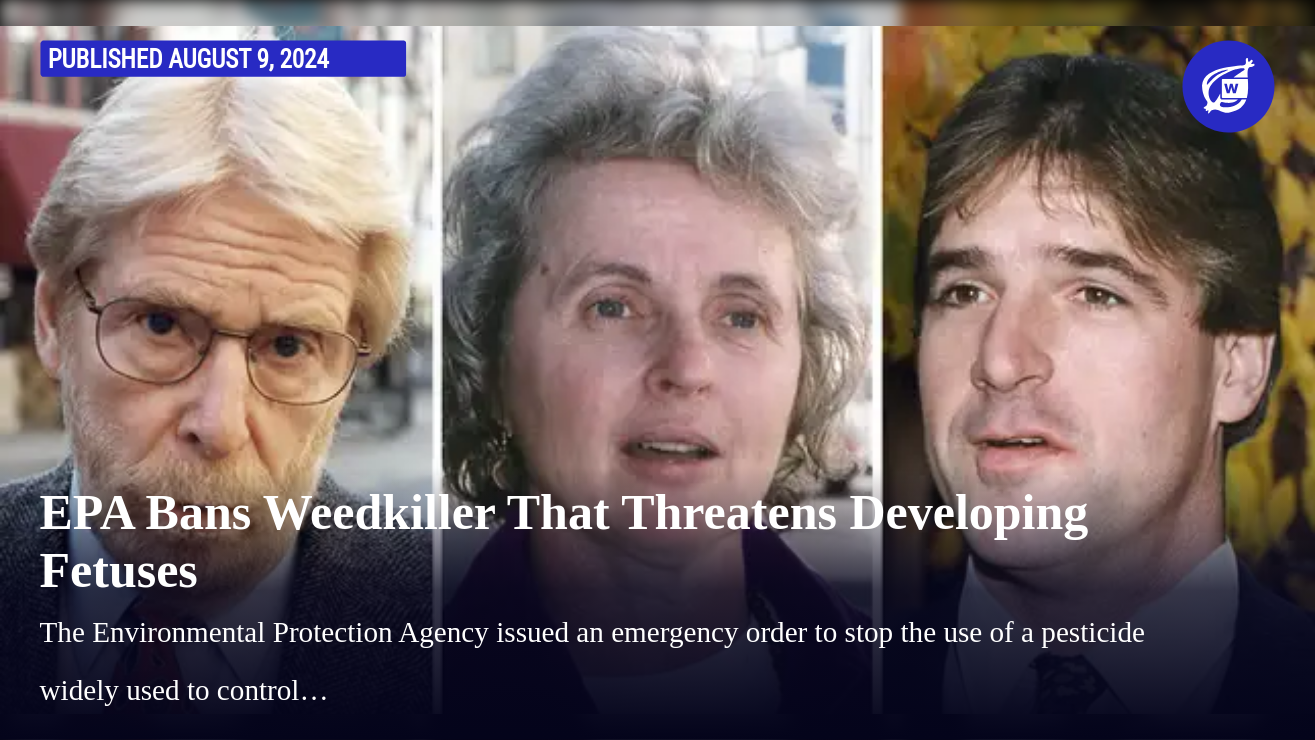 PUBLISHED AUGUST 9, 2024
W
EPA Bans Weedkiller That Threatens Developing
Fetuses
The Environmental Protection Agency issued an emergency order to stop the use of a pesticide
widely used to control…